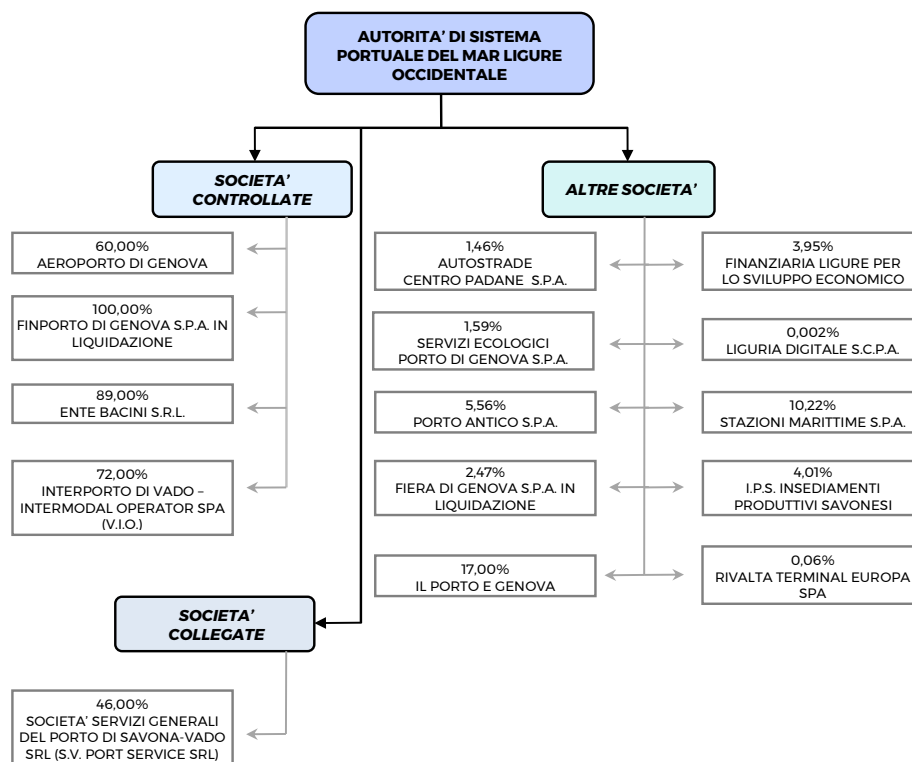 AUTORITA' DI SISTEMA
PORTUALE DEL MAR LIGURE
OCCIDENTALE
SOCIETA'
CONTROLLATE
60,00%
AEROPORTO DI GENOVA
100,00%
FINPORTO DI GENOVA S.P.A. IN
LIQUIDAZIONE
89,00%
ENTE BACINI S.R.L.
72,00%
INTERPORTO DI VADO –
INTERMODAL OPERATOR SPA
(V.I.O.)
ALTRE SOCIETA'
1,46%
AUTOSTRADE
CENTRO PADANE S.P.A.
1,59%
SERVIZI ECOLOGICI
PORTO DI GENOVA S.P.A.
5,56%
PORTO ANTICO S.P.A.
2,47%
FIERA DI GENOVA S.P.A. IN
LIQUIDAZIONE
17,00%
IL PORTO E GENOVA
3,95%
FINANZIARIA LIGURE PER
LO SVILUPPO ECONOMICO
0,002%
LIGURIA DIGITALE S.C.P.A.
10,22%
STAZIONI MARITTIME S.P.A.
4,01%
I.P.S. INSEDIAMENTI
PRODUTTIVI SAVONESI
0,06%
RIVALTA TERMINAL EUROPA
SPA
SOCIETA'
COLLEGATE
46,00%
SOCIETA' SERVIZI GENERALI
DEL PORTO DI SAVONA-VADO
SRL (S.V. PORT SERVICE SRL)